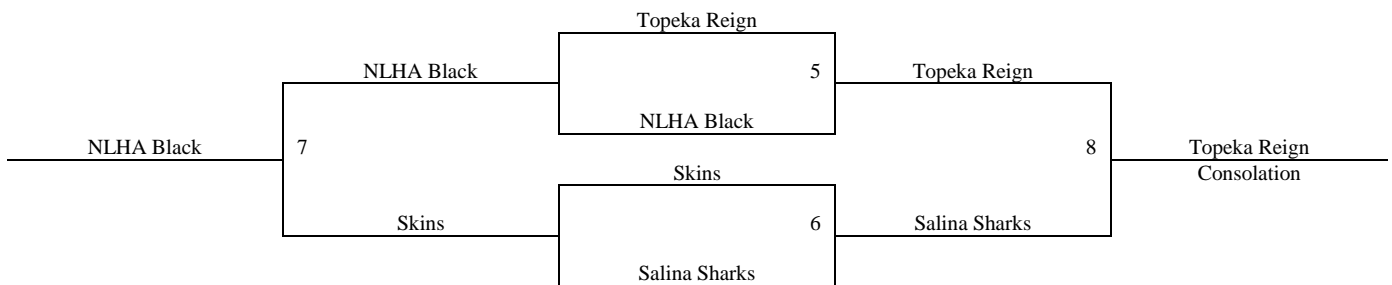 Topeka Reign
NLHA Black
5
Topeka Reign
NLHA Black
NLHA Black
7
8
Topeka Reign
Skins
Consolation
Skins
6
Salina Sharks
Salina Sharks